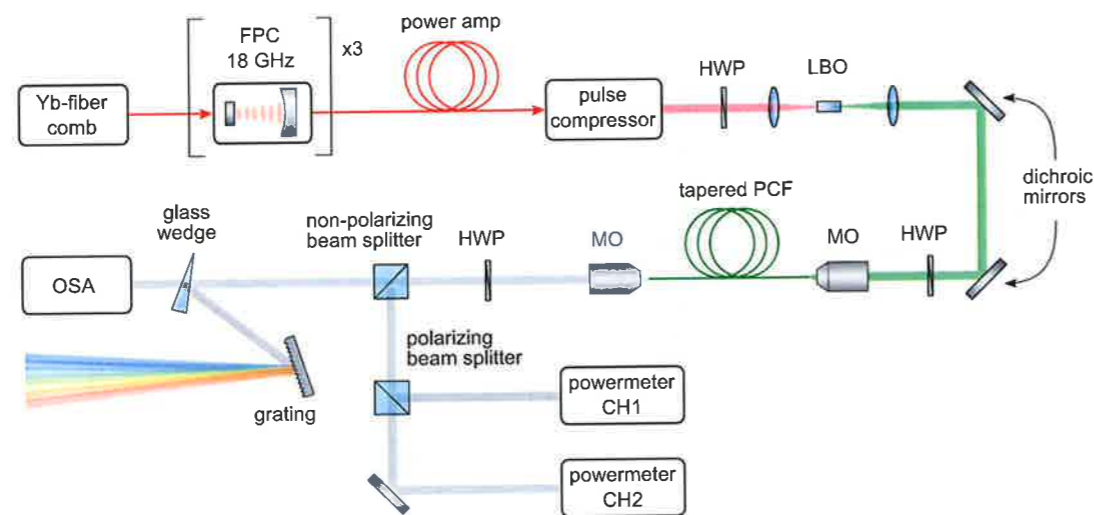 FPC
18 GHz
x3
power amp
Yb-fiber
comb
pulse
compressor
HWP
LBO
dichroic
mirrors
glass
wedge
non-polarizing
beam splitter
HWP
MO
tapered PCF
MO
HWP
OSA
polarizing
beam splitter
grating
powermeter
CH1
powermeter
CH2